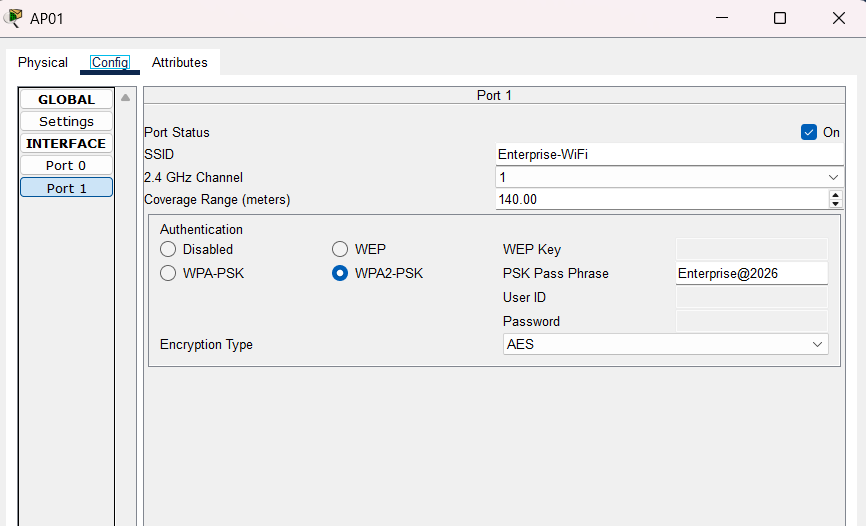 AP01
Physical Config Attributes
GLOBAL
Settings
INTERFACE
Port 0
Port 1
Port 1
Port Status On
SSID Enterprise-WiFi
2.4 GHz Channel 1
Coverage Range (meters) 140.00
Authentication
Disabled WEP WEP Key
WPA-PSK WPA2-PSK PSK Pass Phrase Enterprise@2026
User ID
Password
Encryption Type AES